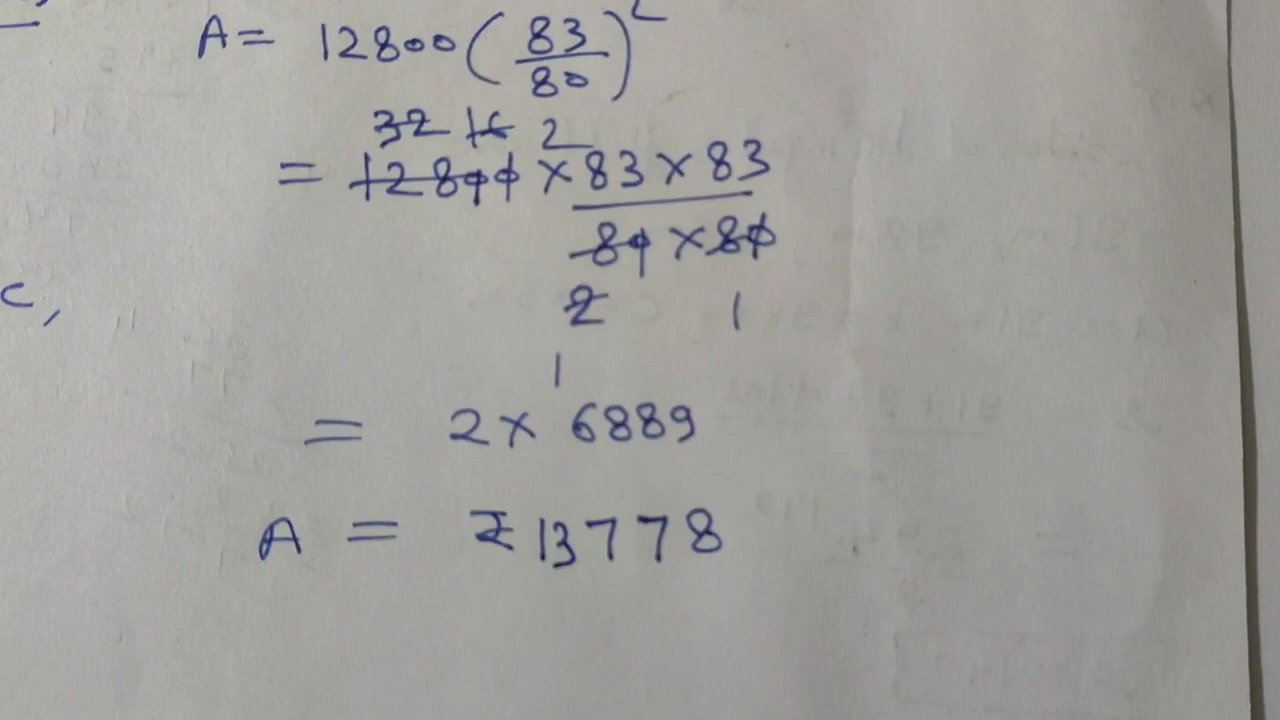 A = 12800 (83/80)²
32 16 2
= 12800 × 83 × 83
80 × 80
c,
2 1
1
= 2 × 6889
A = ₹ 13778